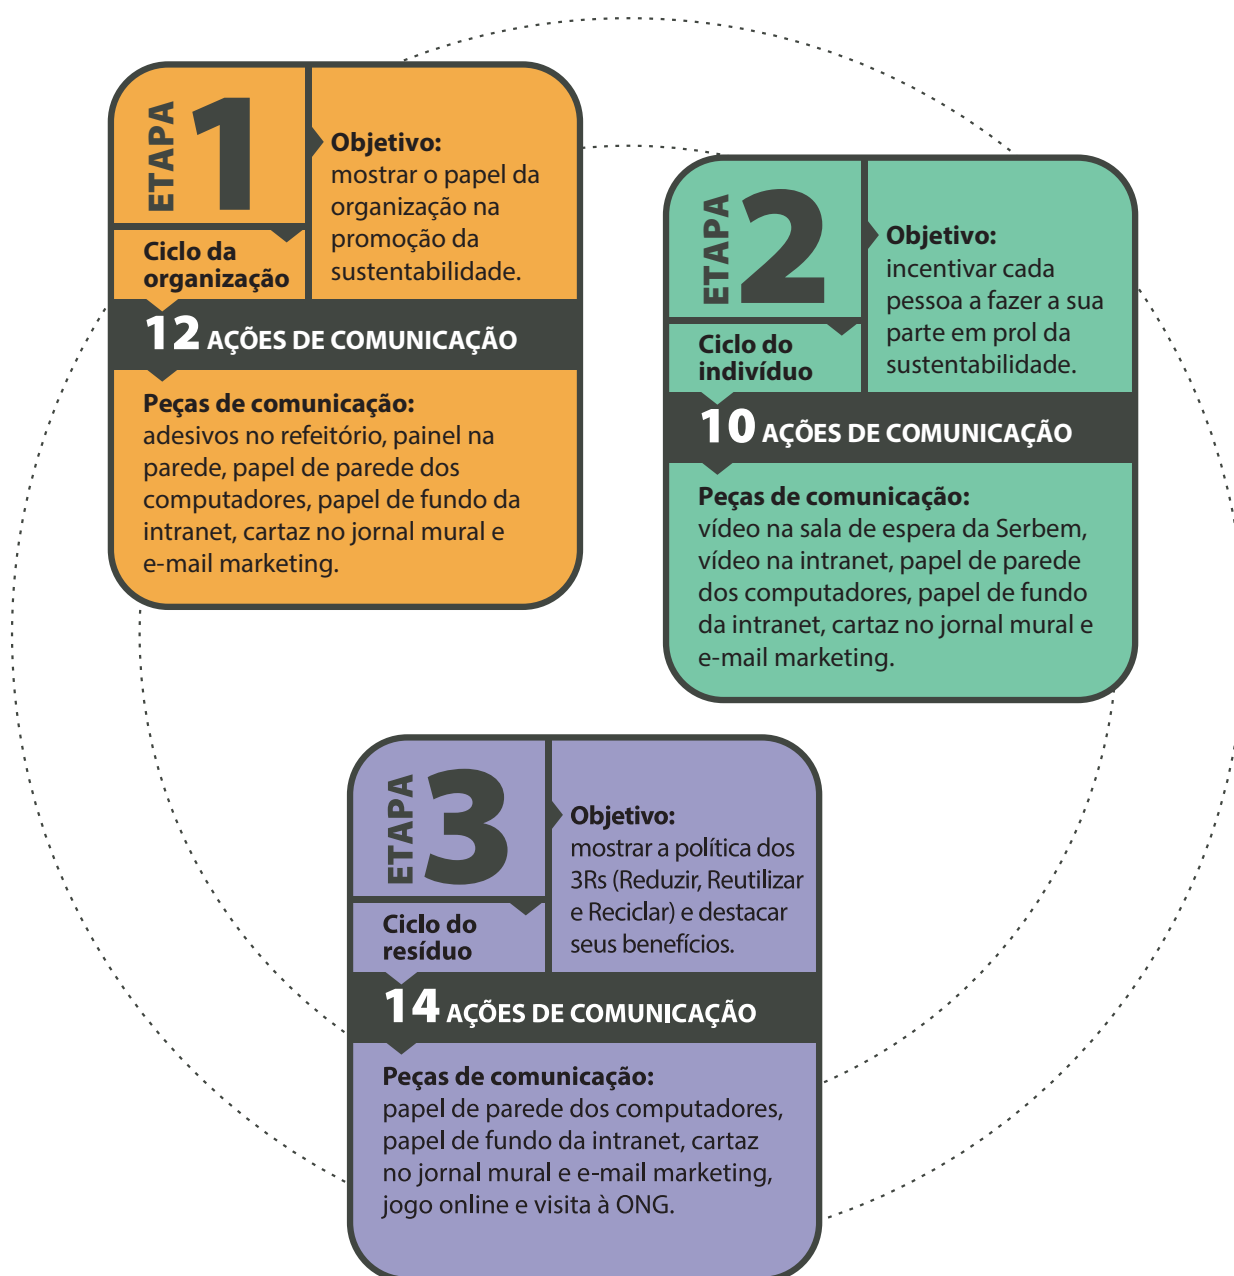 ETAPA
1
Objetivo:
mostrar o papel da
organização na
promoção da
sustentabilidade.
Ciclo da
organização
12 AÇÕES DE COMUNICAÇÃO
Peças de comunicação:
adesivos no refeitório, painel na
parede, papel de parede dos
computadores, papel de fundo da
intranet, cartaz no jornal mural e
e-mail marketing.
ETAPA
2
Objetivo:
incentivar cada
pessoa a fazer a sua
parte em prol da
sustentabilidade.
Ciclo do
indivíduo
10 AÇÕES DE COMUNICAÇÃO
Peças de comunicação:
vídeo na sala de espera da Serbem,
vídeo na intranet, papel de parede
dos computadores, papel de fundo
da intranet, cartaz no jornal mural e
e-mail marketing.
ETAPA
3
Objetivo:
mostrar a política dos
3Rs (Reduzir, Reutilizar
e Reciclar) e destacar
seus benefícios.
Ciclo do
resíduo
14 AÇÕES DE COMUNICAÇÃO
Peças de comunicação:
papel de parede dos computadores,
papel de fundo da intranet, cartaz
no jornal mural e e-mail marketing,
jogo online e visita à ONG.